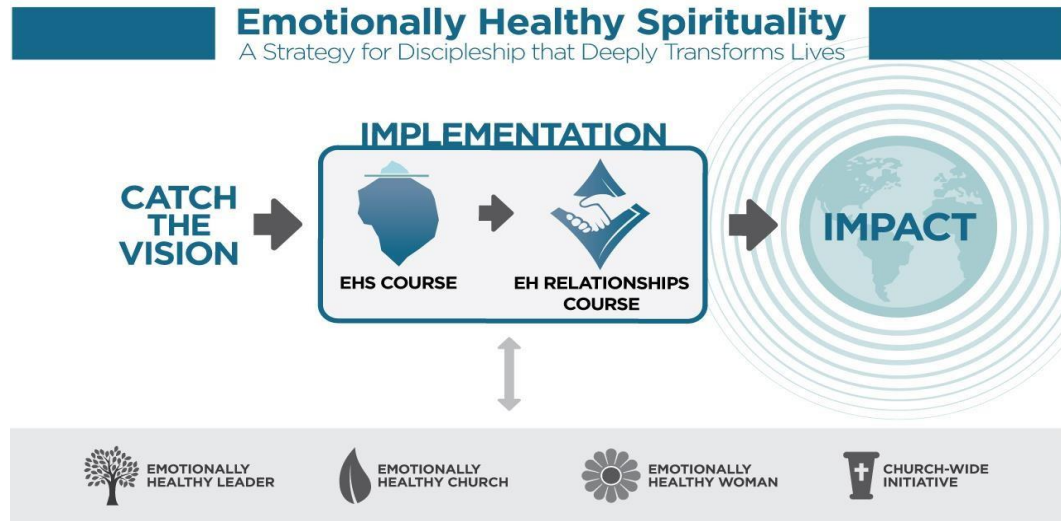 Emotionally Healthy Spirituality
A Strategy for Discipleship that Deeply Transforms Lives
IMPLEMENTATION
CATCH
THE
VISION
EHS COURSE
EH RELATIONSHIPS
COURSE
IMPACT
EMOTIONALLY
HEALTHY LEADER
EMOTIONALLY
HEALTHY CHURCH
EMOTIONALLY
HEALTHY WOMAN
CHURCH-WIDE
INITIATIVE